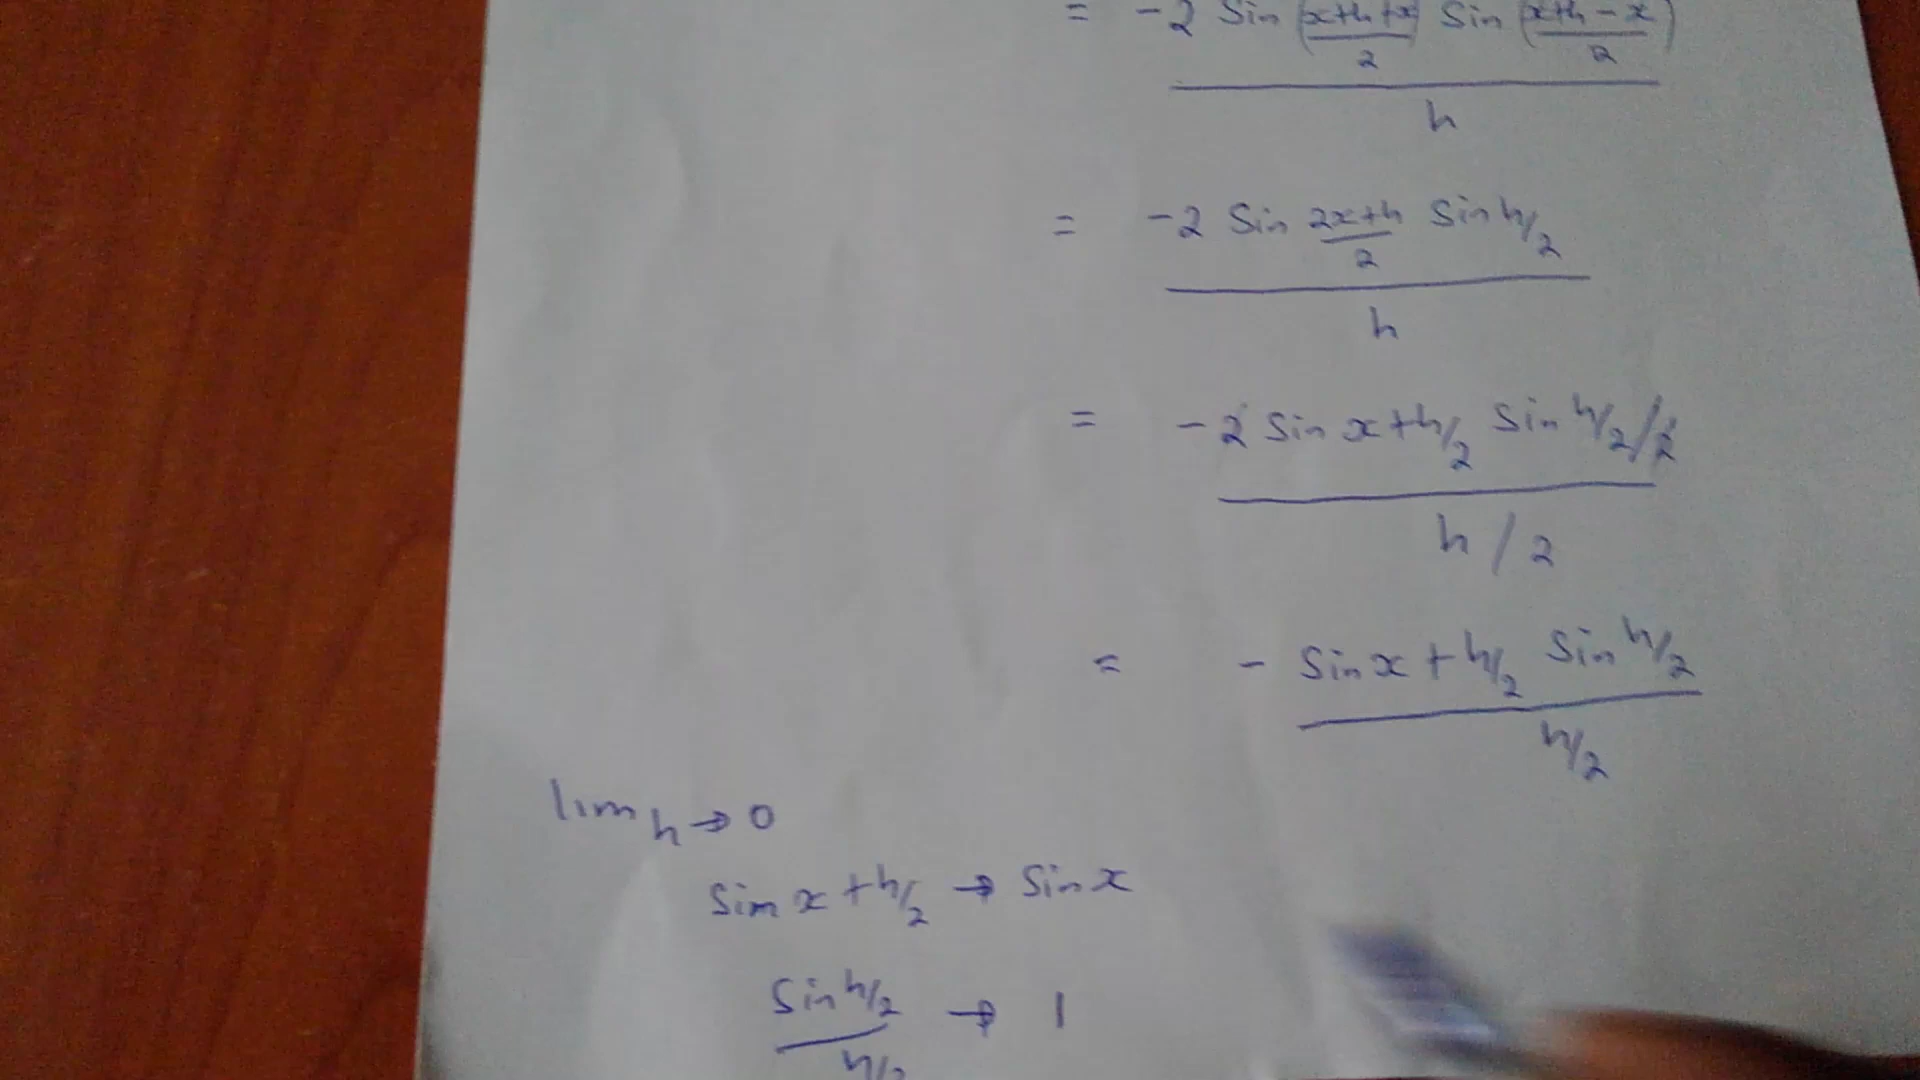 = -2 Sin (x+h+x) Sin (x+h-x)
2 2
h
= -2 Sin 2x+h Sin h/2
2
h
= -2 Sin x+h/2 Sin h/2/2
h/2
= - Sin x + h/2 Sin h/2
h/2
lim h→0
Sin x + h/2 → Sin x
Sin h/2 → 1
h/2